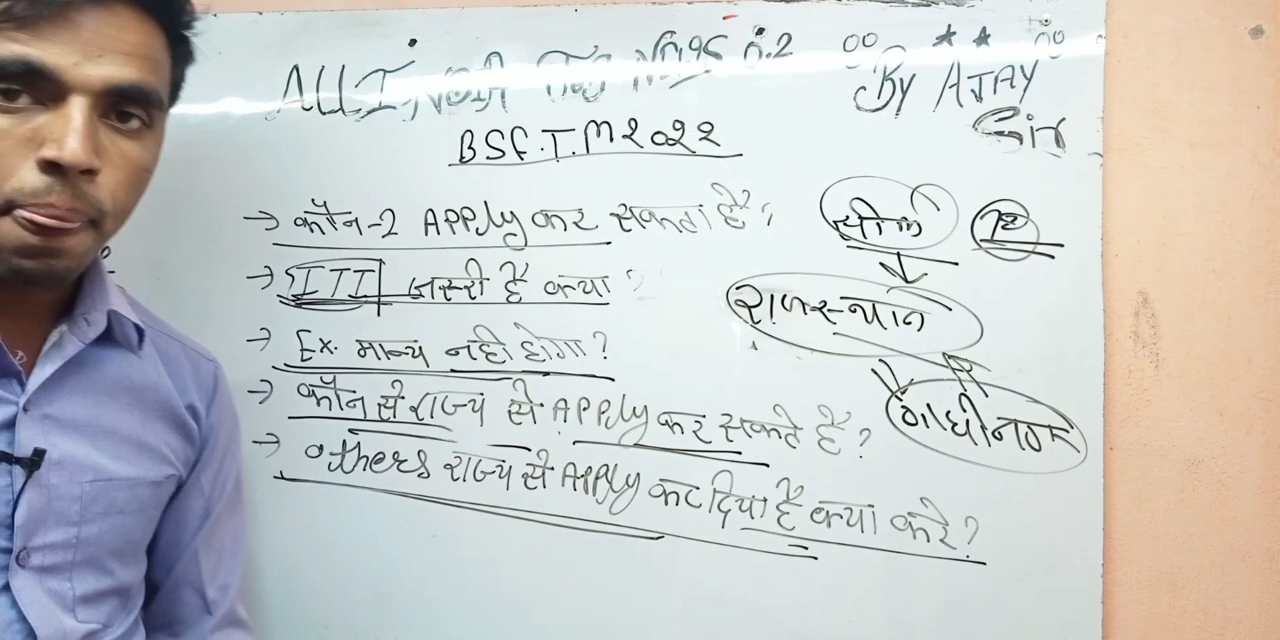 ALL I
By AJAY
Sir
BSF.T.M 2022
→ कौन-2 APPly कर सकता है?
→ ITI जरूरी है क्या?
→ Ex. मान्य नही होगा?
→ कौन से राज्य से APPly कर सकते है?
→ others राज्य से APPly कर दिया है क्या करे?
राजस्थान
गाधीनगर